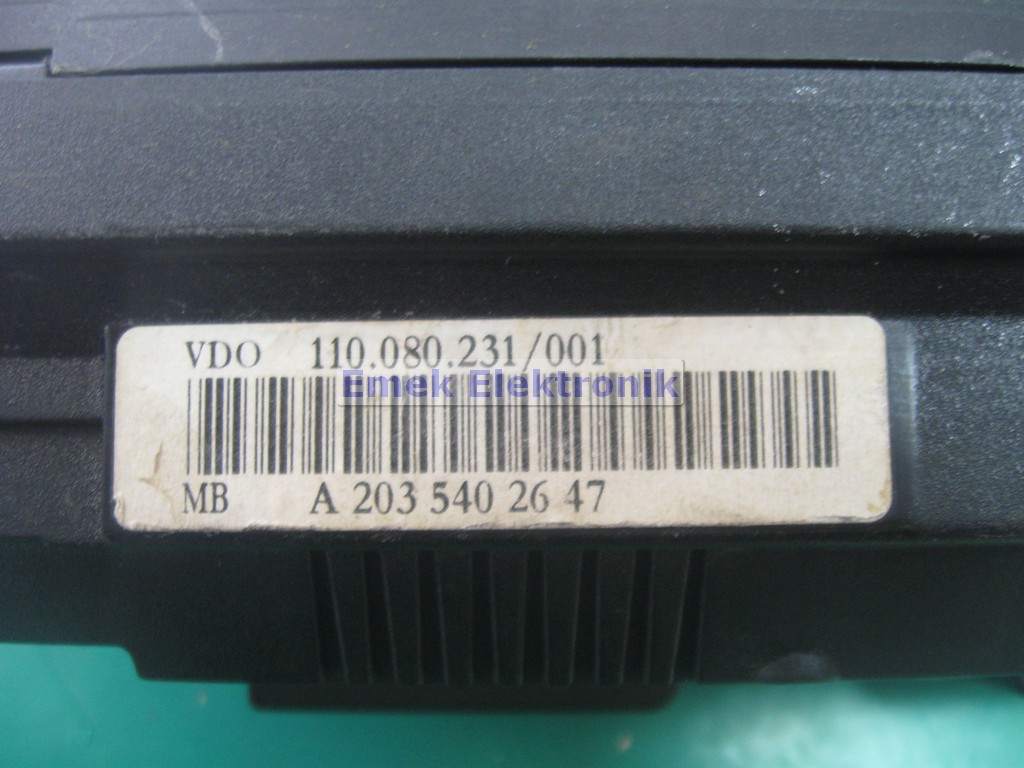 VDO 110.080.231/001
Emek Elektronik
MB A 203 540 26 47